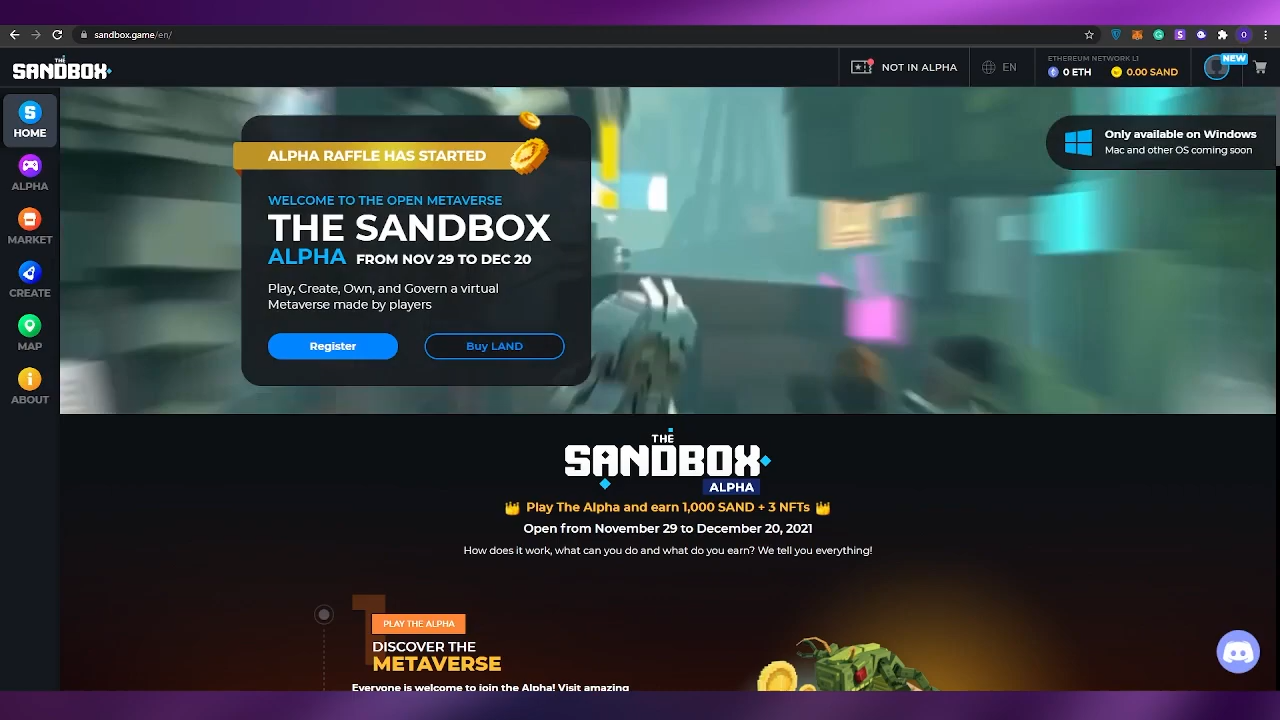 sandbox.game/en/
THE
SANDBOX
NOT IN ALPHA
EN
ETHEREUM NETWORK L1
0 ETH
0.00 SAND
NEW
S
HOME
ALPHA
MARKET
CREATE
MAP
ABOUT
ALPHA RAFFLE HAS STARTED
WELCOME TO THE OPEN METAVERSE
THE SANDBOX
ALPHA FROM NOV 29 TO DEC 20
Play, Create, Own, and Govern a virtual
Metaverse made by players
Register
Buy LAND
Only available on Windows
Mac and other OS coming soon
THE
SANDBOX
ALPHA
Play The Alpha and earn 1,000 SAND + 3 NFTs
Open from November 29 to December 20, 2021
How does it work, what can you do and what do you earn? We tell you everything!
1
PLAY THE ALPHA
DISCOVER THE
METAVERSE
Everyone is welcome to join the Alpha! Visit amazing